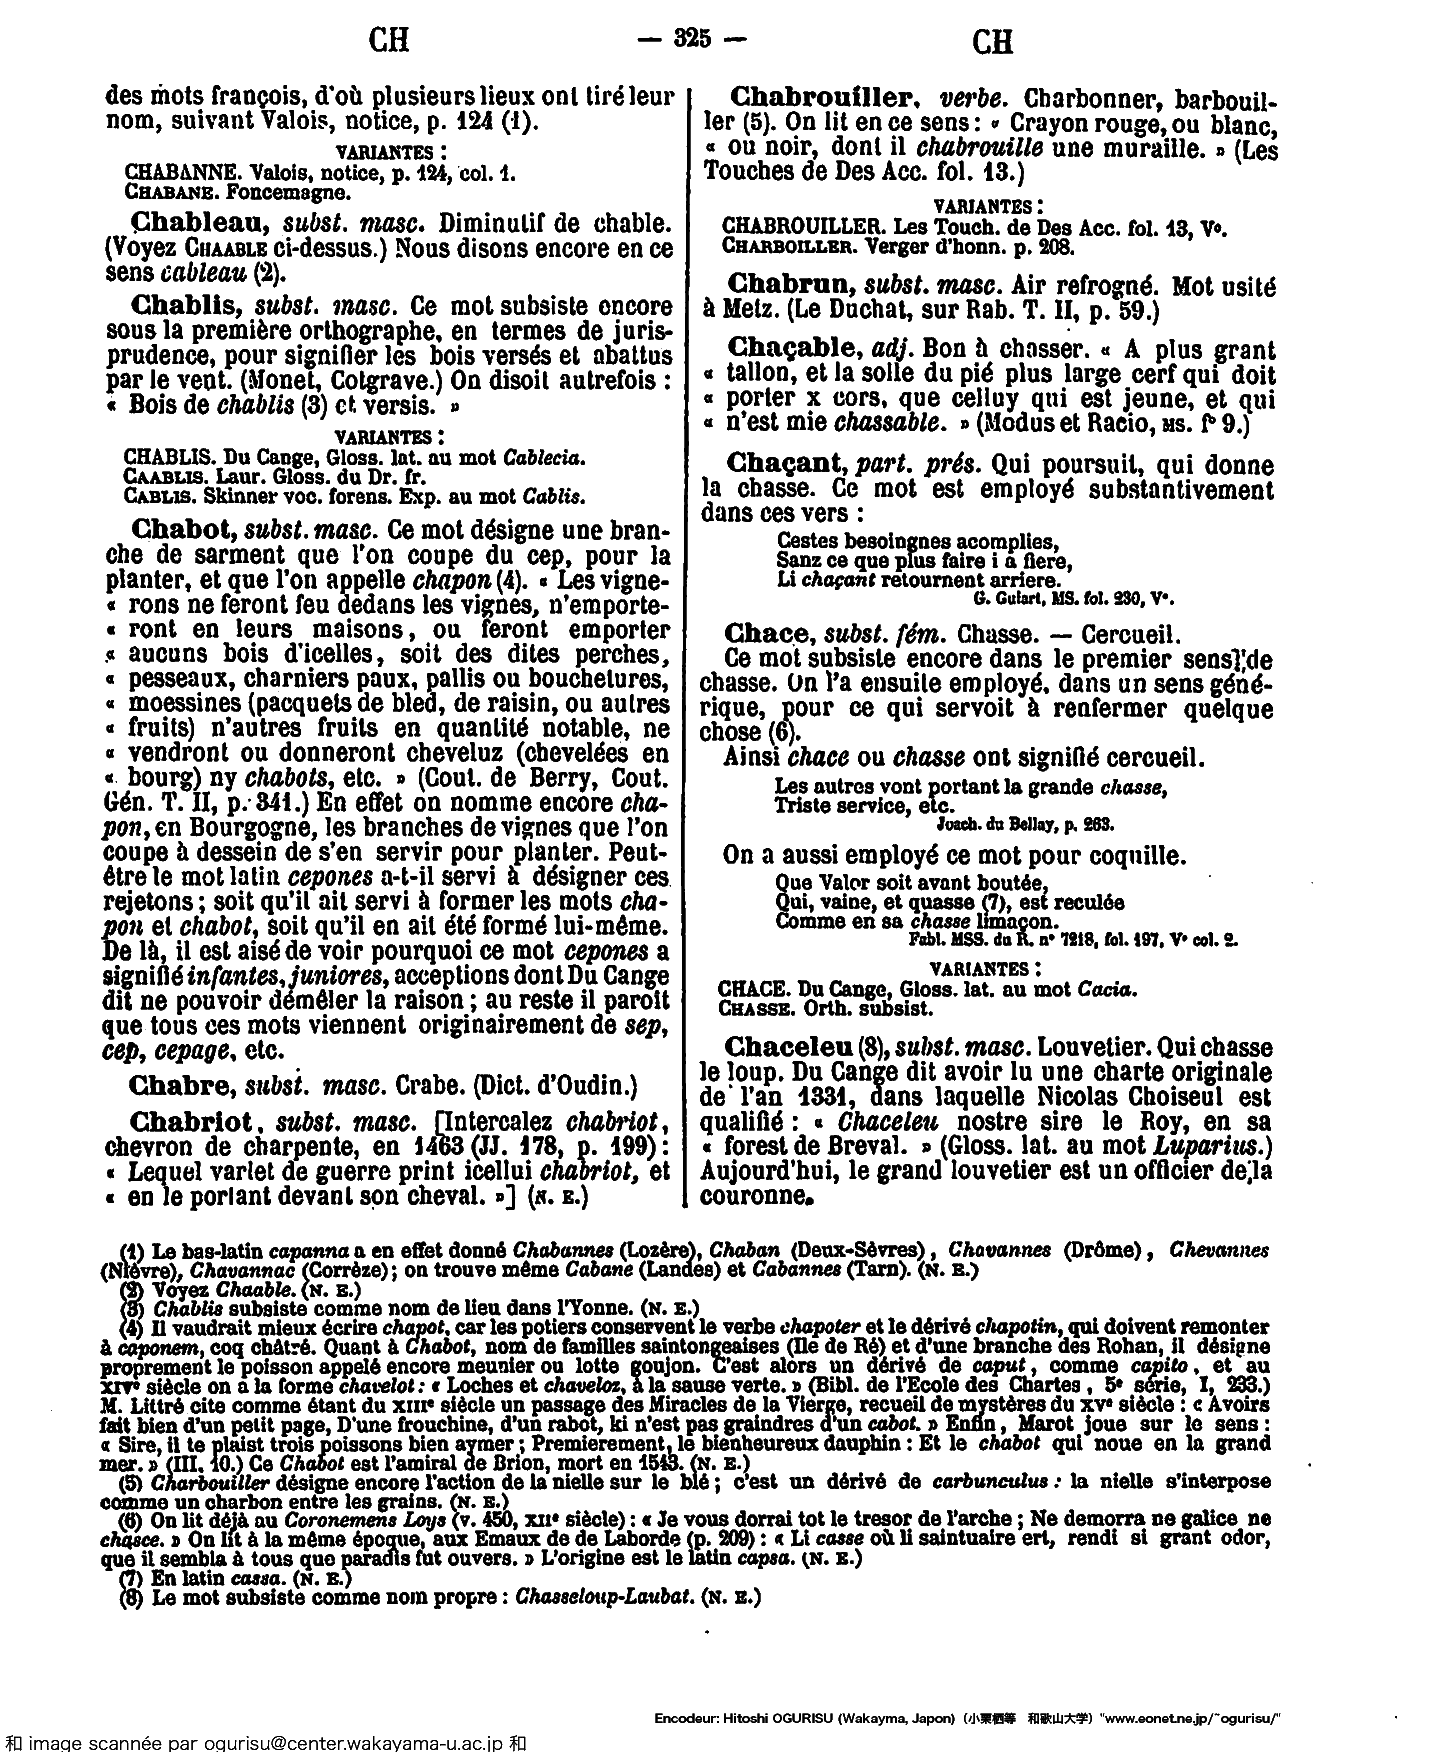 CH
— 325 —
CH
des mots françois, d'où plusieurs lieux ont tiré leur
nom, suivant Valois, notice, p. 124 (1).
VARIANTES :
CHABANNE. Valois, notice, p. 124, col. 1.
CHABANE. Foncemagne.
Chableau, subst. masc. Diminutif de chable.
(Voyez CHAABLE ci-dessus.) Nous disons encore en ce
sens cableau (2).
Chablis, subst. masc. Ce mot subsiste encore
sous la première orthographe, en termes de juris-
prudence, pour signifier les bois versés et abattus
par le vent. (Monet, Cotgrave.) On disoit autrefois :
« Bois de chablis (3) et versis. »
VARIANTES :
CHABLIS. Du Cange, Gloss. lat. au mot Cablecia.
CAABLIS. Laur. Gloss. du Dr. fr.
CABLIS. Skinner voc. forens. Exp. au mot Cablis.
Chabot, subst. masc. Ce mot désigne une bran-
che de sarment que l'on coupe du cep, pour la
planter, et que l'on appelle chapon (4). « Les vigne-
« rons ne feront feu dedans les vignes, n'emporte-
« ront en leurs maisons, ou feront emporter
« aucuns bois d'icelles, soit des dites perches,
« pesseaux, charniers paux, pallis ou bouchetures,
« moessines (pacquets de bled, de raisin, ou autres
« fruits) n'autres fruits en quantité notable, ne
« vendront ou donneront cheveluz (chevelées en
« bourg) ny chabots, etc. » (Cout. de Berry, Cout.
Gén. T. II, p. 341.) En effet on nomme encore cha-
pon, en Bourgogne, les branches de vignes que l'on
coupe à dessein de s'en servir pour planter. Peut-
être le mot latin cepones a-t-il servi à désigner ces
rejetons ; soit qu'il ait servi à former les mots cha-
pon et chabot, soit qu'il en ait été formé lui-même.
De là, il est aisé de voir pourquoi ce mot cepones a
signifié infantes, juniores, acceptions dont Du Cange
dit ne pouvoir démêler la raison ; au reste il paroît
que tous ces mots viennent originairement de sep,
cep, cepage, etc.
Chabre, subst. masc. Crabe. (Dict. d'Oudin.)
Chabriot, subst. masc. [Intercalez chabriot,
chevron de charpente, en 1463 (JJ. 178, p. 199) :
« Lequel varlet de guerre print icellui chabriot, et
« en le portant devant son cheval. »] (N. E.)
Chabrouiller, verbe. Charbonner, barbouil-
ler (5). On lit en ce sens : « Crayon rouge, ou blanc,
« ou noir, dont il chabrouille une muraille. » (Les
Touches de Des Acc. fol. 13.)
VARIANTES :
CHABROUILLER. Les Touch. de Des Acc. fol. 13, Vo.
CHARBOILLER. Verger d'honn. p. 208.
Chabrun, subst. masc. Air refrogné. Mot usité
à Metz. (Le Duchat, sur Rab. T. II, p. 59.)
Chaçable, adj. Bon à chasser. « A plus grant
« tallon, et la solle du pié plus large cerf qui doit
« porter x cors, que celluy qui est jeune, et qui
« n'est mie chassable. » (Modus et Racio, MS. fo 9.)
Chaçant, part. prés. Qui poursuit, qui donne
la chasse. Ce mot est employé substantivement
dans ces vers :
Cestes besoingnes acomplies,
Sanz ce que plus faire i a fiere,
Li chaçant retournent arriere.
G. Guiart, MS. fol. 230, Vo.
Chace, subst. fém. Chasse. — Cercueil.
Ce mot subsiste encore dans le premier sens de
chasse. On l'a ensuite employé, dans un sens géné-
rique, pour ce qui servoit à renfermer quelque
chose (6).
Ainsi chace ou chasse ont signifié cercueil.
Les autres vont portant la grande chasse,
Triste service, etc.
Joach. du Bellay, p. 263.
On a aussi employé ce mot pour coquille.
Que Valor soit avant boutée,
Qui, vaine, et quasse (7), est reculée
Comme en sa chasse limaçon.
Fabl. MSS. du R. no 7218, fol. 197, Vo col. 2.
VARIANTES :
CHACE. Du Cange, Gloss. lat. au mot Cacia.
CHASSE. Orth. subsist.
Chaceleu (8), subst. masc. Louvetier. Qui chasse
le loup. Du Cange dit avoir lu une charte originale
de l'an 1331, dans laquelle Nicolas Choiseul est
qualifié : « Chaceleu nostre sire le Roy, en sa
« forest de Breval. » (Gloss. lat. au mot Luparius.)
Aujourd'hui, le grand louvetier est un officier de la
couronne.
(1) Le bas-latin capanna a en effet donné Chabannes (Lozère), Chaban (Deux-Sèvres), Chavannes (Drôme), Chevannes
(Nièvre), Chavannac (Corrèze) ; on trouve même Cabane (Landes) et Cabannes (Tarn). (N. E.)
(2) Voyez Chaable. (N. E.)
(3) Chablis subsiste comme nom de lieu dans l'Yonne. (N. E.)
(4) Il vaudrait mieux écrire chapot, car les potiers conservent le verbe chapoter et le dérivé chapotin, qui doivent remonter
à caponem, coq châtré. Quant à Chabot, nom de familles saintongeaises (Ile de Ré) et d'une branche des Rohan, il désigne
proprement le poisson appelé encore meunier ou lotte goujon. C'est alors un dérivé de caput, comme capito, et au
XIVe siècle on a la forme chavelot : « Loches et chaveloz, à la sause verte. » (Bibl. de l'Ecole des Chartes, 5e série, I, 233.)
M. Littré cite comme étant du XIIIe siècle un passage des Miracles de la Vierge, recueil de mystères du XVe siècle : « Avoirs
fait bien d'un petit page, D'une frouchine, d'un rabot, ki n'est pas graindres d'un cabot. » Enfin, Marot joue sur le sens :
« Sire, il te plaist trois poissons bien aymer ; Premierement, le bienheureux dauphin : Et le chabot qui noue en la grand
mer. » (III, 10.) Ce Chabot est l'amiral de Brion, mort en 1543. (N. E.)
(5) Charbouiller désigne encore l'action de la nielle sur le blé ; c'est un dérivé de carbunculus : la nielle s'interpose
comme un charbon entre les grains. (N. E.)
(6) On lit déjà au Coronemens Loys (v. 450, XIIe siècle) : « Je vous dorrai tot le tresor de l'arche ; Ne demorra ne galice ne
chasce. » On lit à la même époque, aux Emaux de de Laborde (p. 209) : « Li casse où li saintuaire ert, rendi si grant odor,
que il sembla à tous que paradis fut ouvers. » L'origine est le latin capsa. (N. E.)
(7) En latin cassa. (N. E.)
(8) Le mot subsiste comme nom propre : Chasseloup-Laubat. (N. E.)
Encodeur: Hitoshi OGURISU (Wakayma, Japon) (小栗栖等 和歌山大学) "www.eonet.ne.jp/~ogurisu/"
和 image scannée par ogurisu@center.wakayama-u.ac.jp 和